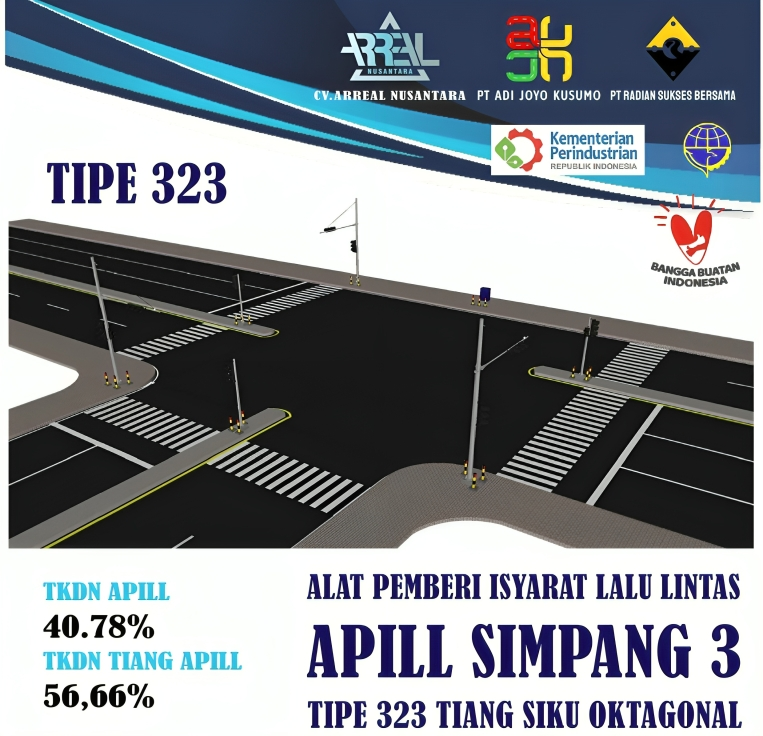 ARREAL
NUSANTARA
CV.ARREAL NUSANTARA
PT ADI JOYO KUSUMO
PT RADIAN SUKSES BERSAMA
Kementerian
Perindustrian
REPUBLIK INDONESIA
TIPE 323
BANGGA BUATAN
INDONESIA
TKDN APILL
40.78%
TKDN TIANG APILL
56,66%
ALAT PEMBERI ISYARAT LALU LINTAS
APILL SIMPANG 3
TIPE 323 TIANG SIKU OKTAGONAL